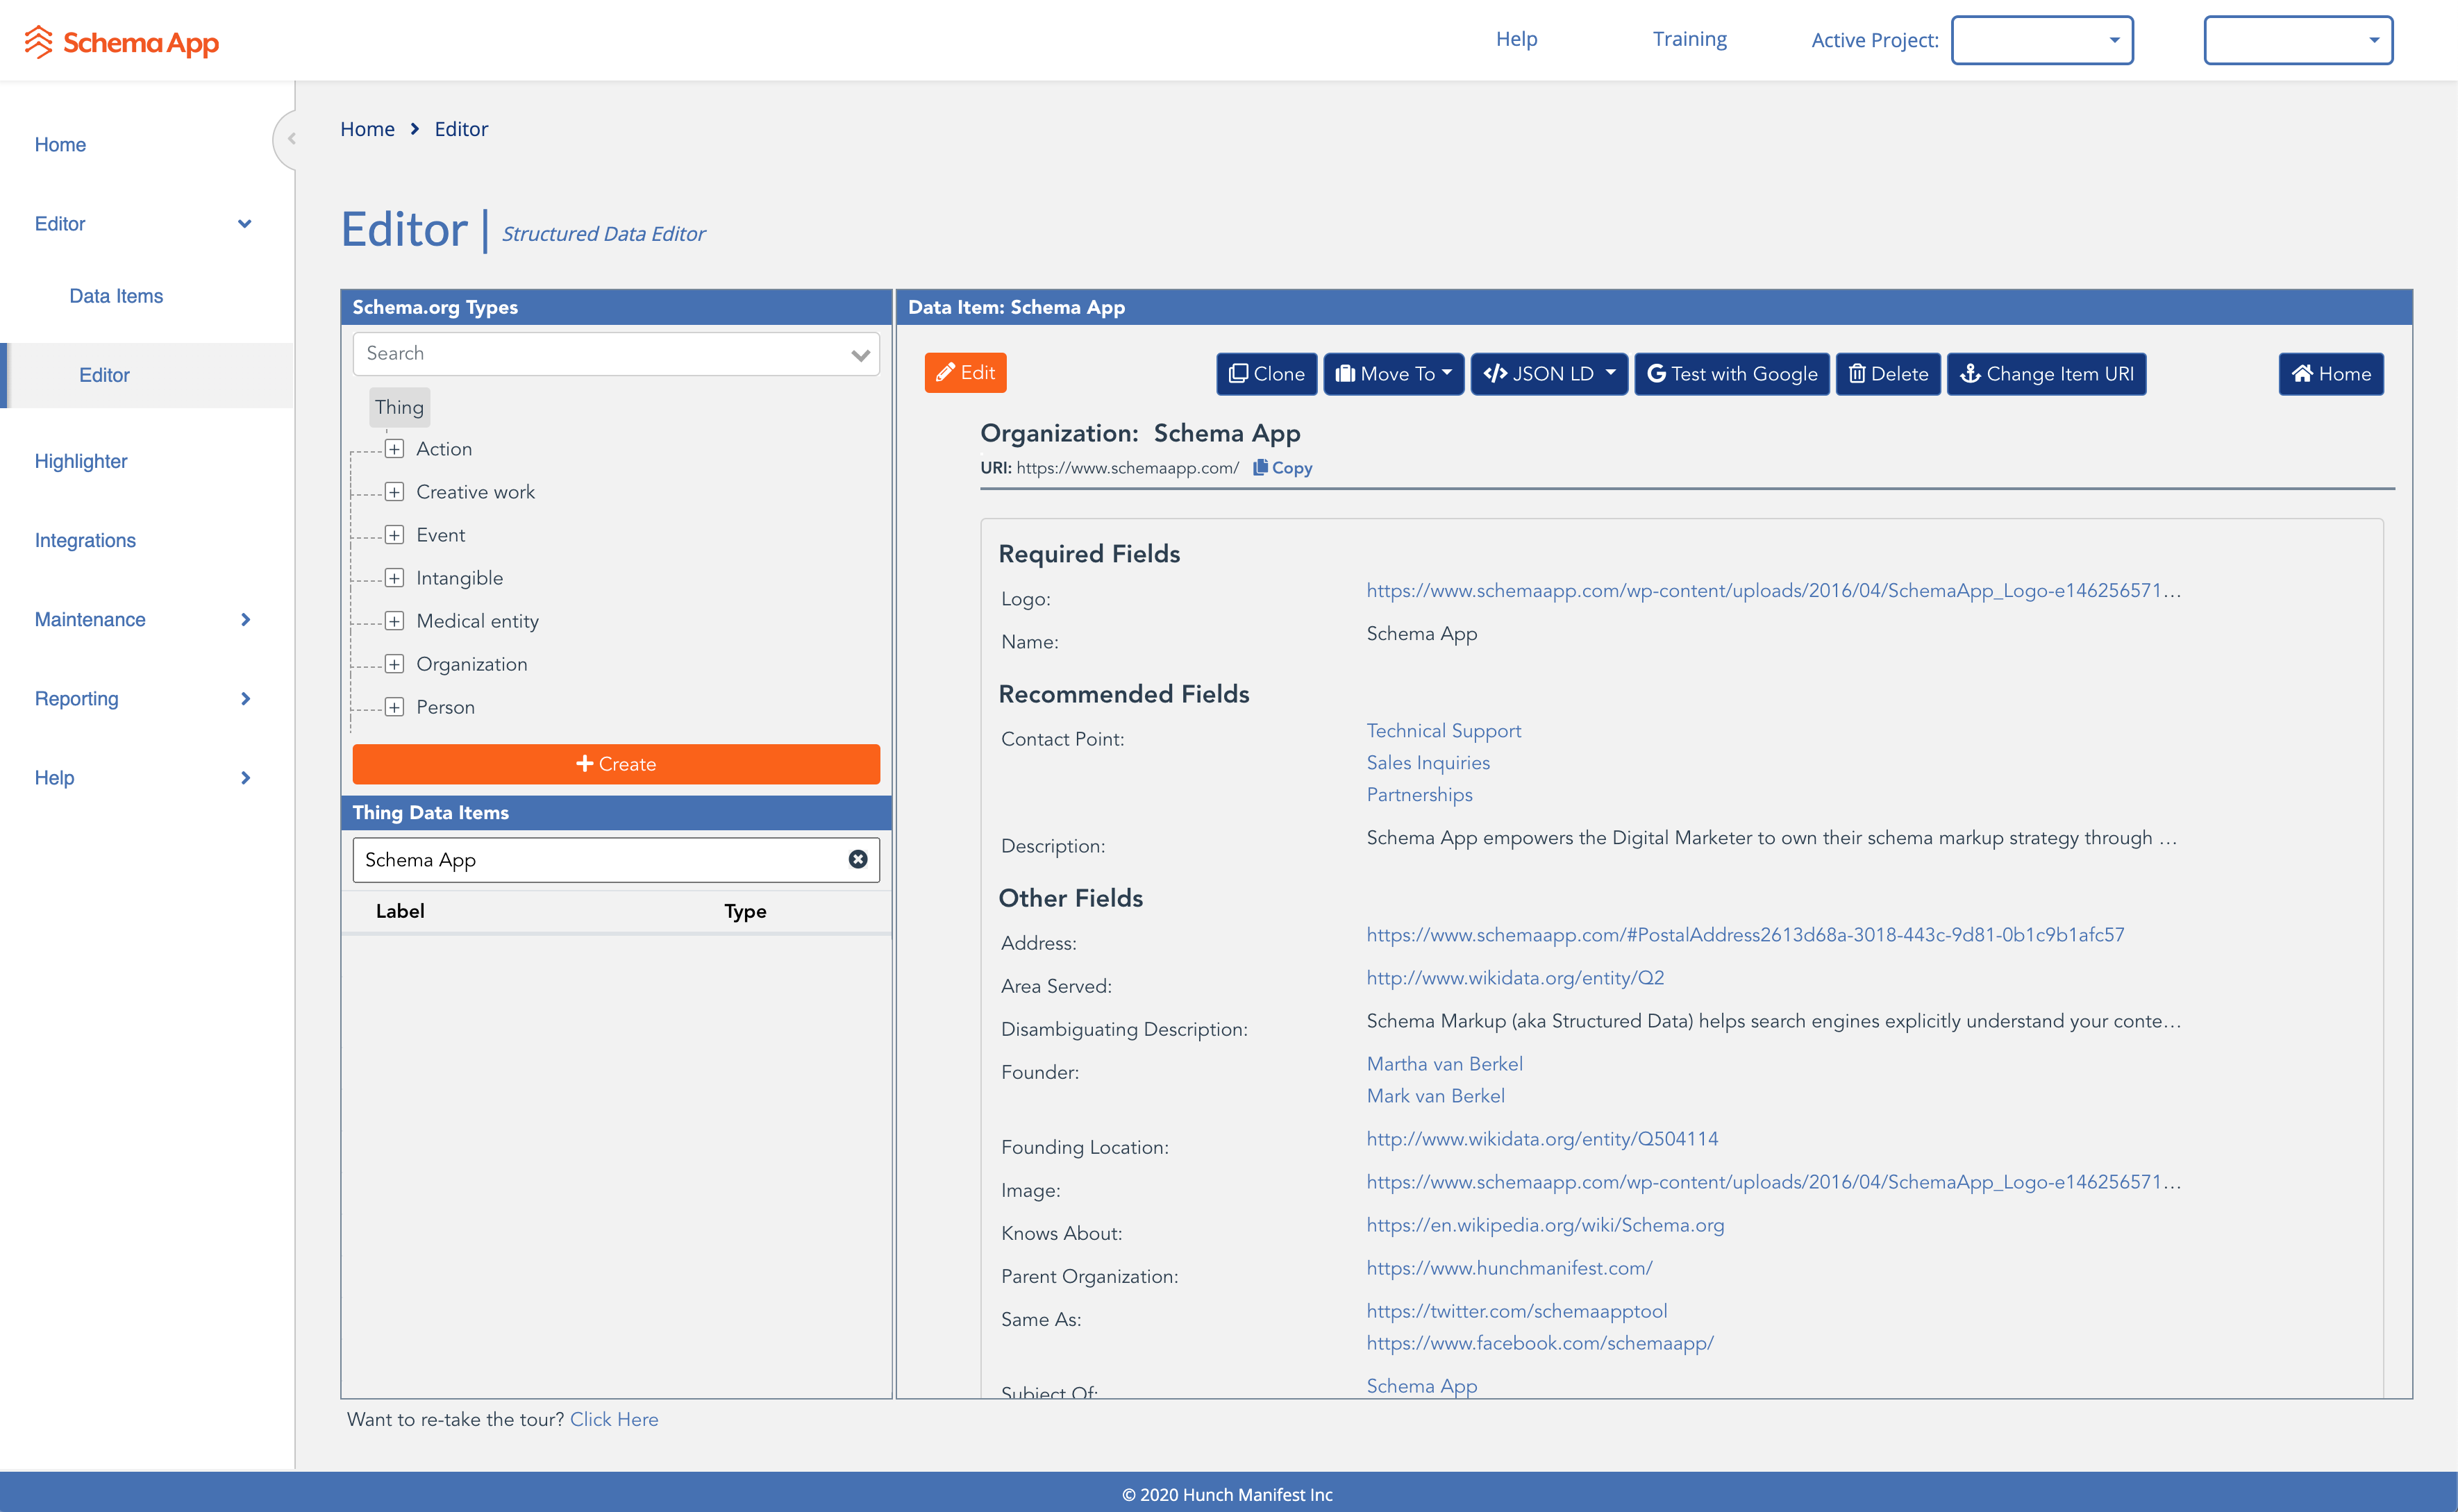 Schema App
Help
Training
Active Project:
Home
Editor
Data Items
Editor
Highlighter
Integrations
Maintenance
Reporting
Help
Home > Editor
Editor | Structured Data Editor
Schema.org Types
Search
Thing
Action
Creative work
Event
Intangible
Medical entity
Organization
Person
+ Create
Thing Data Items
Schema App
Label Type
Data Item: Schema App
Edit
Clone
Move To
</> JSON LD
Test with Google
Delete
Change Item URI
Home
Organization: Schema App
URI: https://www.schemaapp.com/ Copy
Required Fields
Logo: https://www.schemaapp.com/wp-content/uploads/2016/04/SchemaApp_Logo-e146256571...
Name: Schema App
Recommended Fields
Contact Point: Technical Support
Sales Inquiries
Partnerships
Description: Schema App empowers the Digital Marketer to own their schema markup strategy through ...
Other Fields
Address: https://www.schemaapp.com/#PostalAddress2613d68a-3018-443c-9d81-0b1c9b1afc57
Area Served: http://www.wikidata.org/entity/Q2
Disambiguating Description: Schema Markup (aka Structured Data) helps search engines explicitly understand your conte...
Founder: Martha van Berkel
Mark van Berkel
Founding Location: http://www.wikidata.org/entity/Q504114
Image: https://www.schemaapp.com/wp-content/uploads/2016/04/SchemaApp_Logo-e146256571...
Knows About: https://en.wikipedia.org/wiki/Schema.org
Parent Organization: https://www.hunchmanifest.com/
Same As: https://twitter.com/schemaapptool
https://www.facebook.com/schemaapp/
Subject Of: Schema App
Want to re-take the tour? Click Here
© 2020 Hunch Manifest Inc